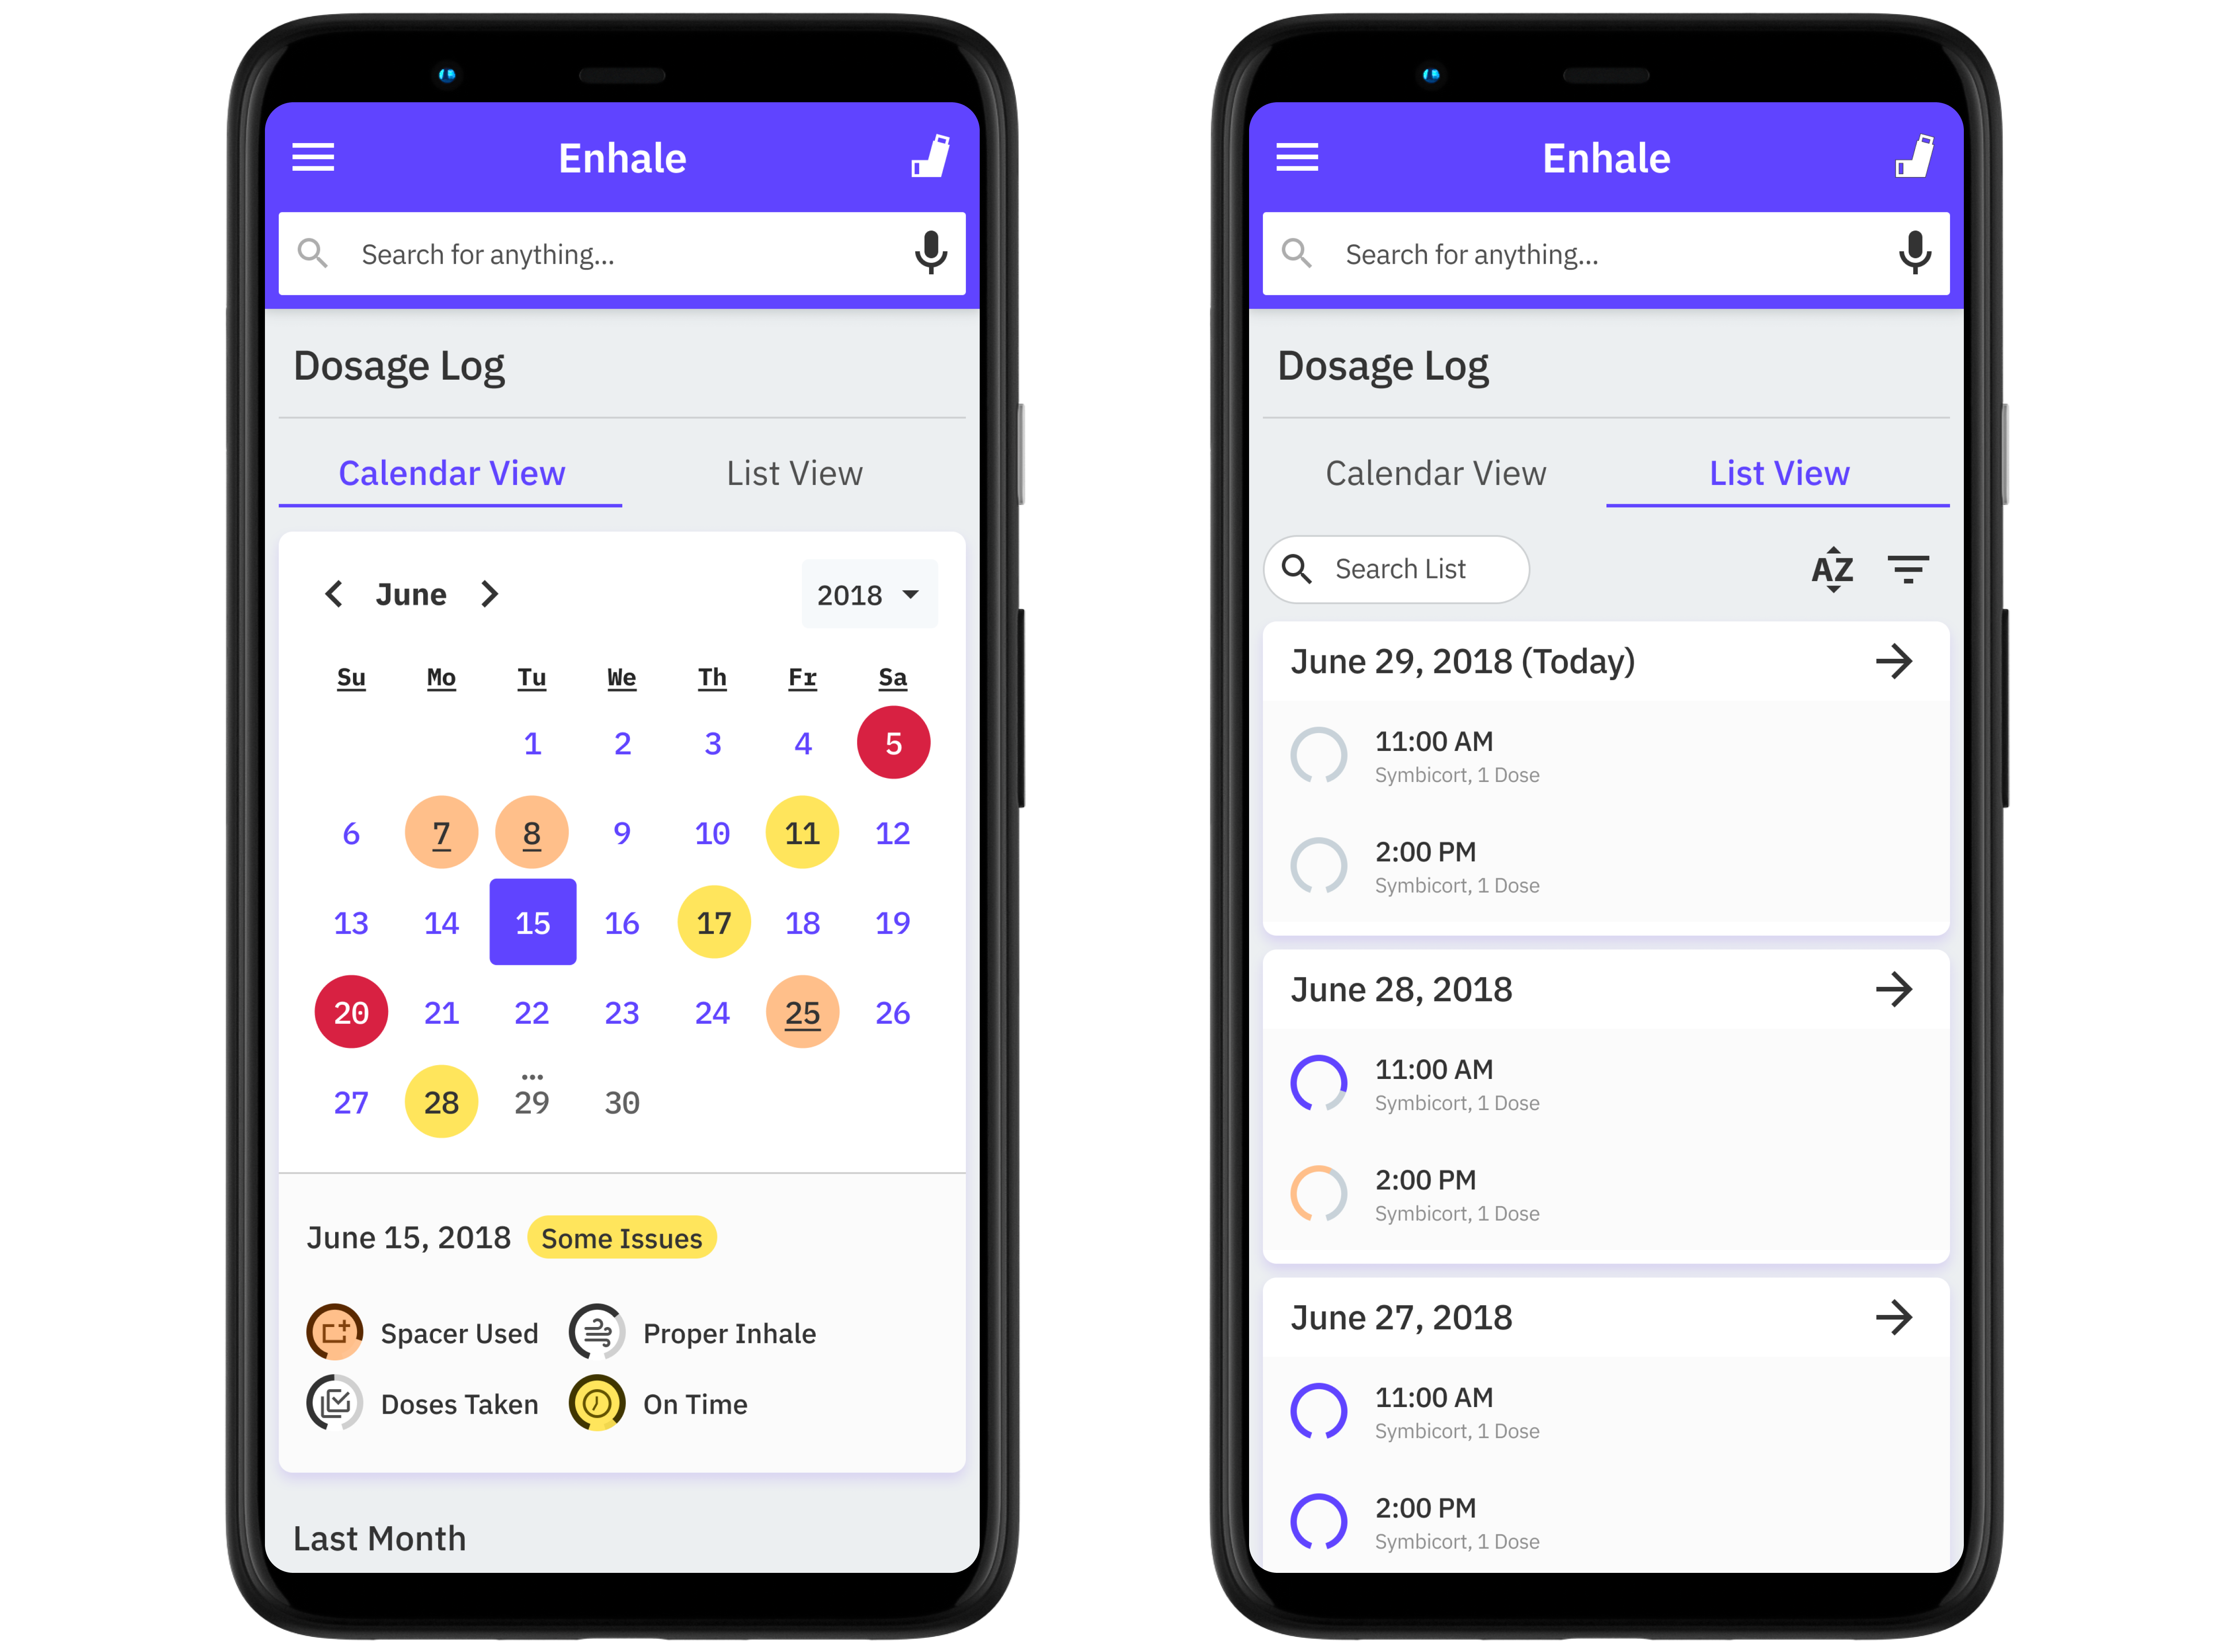 Enhale
Search for anything...
Dosage Log
Calendar View List View
June 2018
Su Mo Tu We Th Fr Sa
1 2 3 4 5
6 7 8 9 10 11 12
13 14 15 16 17 18 19
20 21 22 23 24 25 26
27 28 29 30
June 15, 2018 Some Issues
Spacer Used Proper Inhale
Doses Taken On Time
Last Month
Enhale
Search for anything...
Dosage Log
Calendar View List View
Search List AZ
June 29, 2018 (Today)
11:00 AM
Symbicort, 1 Dose
2:00 PM
Symbicort, 1 Dose
June 28, 2018
11:00 AM
Symbicort, 1 Dose
2:00 PM
Symbicort, 1 Dose
June 27, 2018
11:00 AM
Symbicort, 1 Dose
2:00 PM
Symbicort, 1 Dose